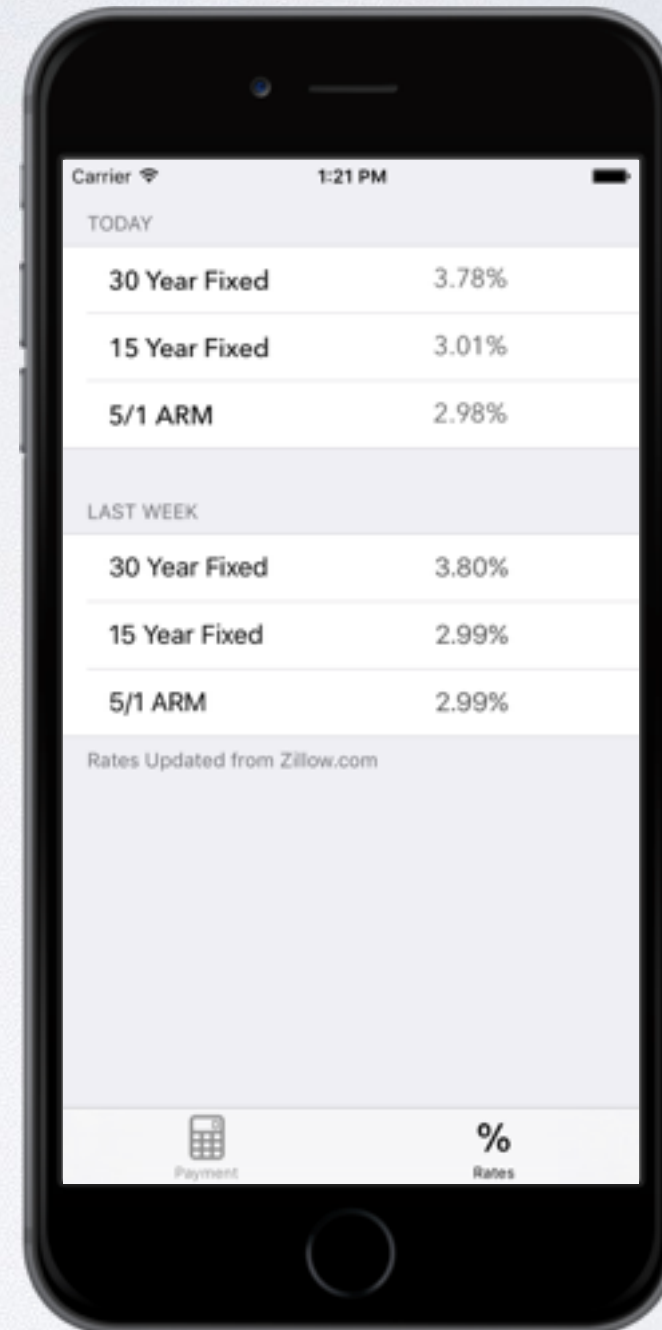 Carrier 1:21 PM
TODAY
30 Year Fixed 3.78%
15 Year Fixed 3.01%
5/1 ARM 2.98%
LAST WEEK
30 Year Fixed 3.80%
15 Year Fixed 2.99%
5/1 ARM 2.99%
Rates Updated from Zillow.com
%
Payment Rates